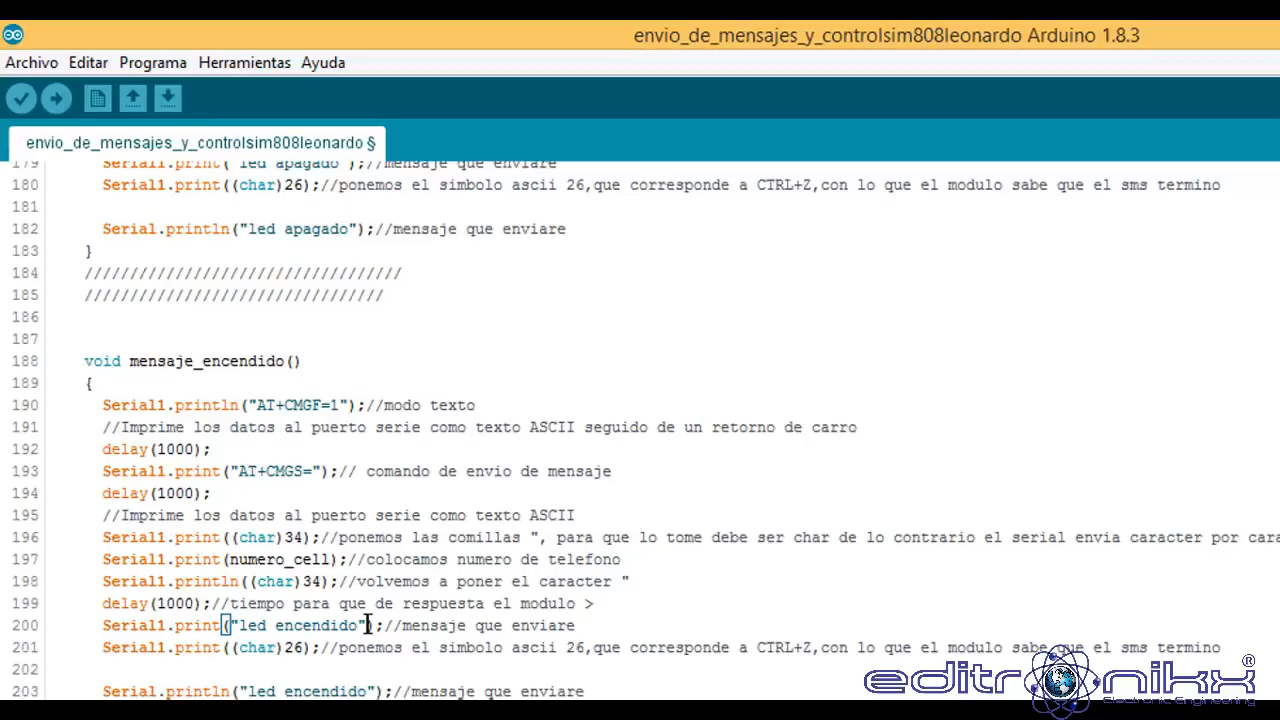 envio_de_mensajes_y_controlsim808leonardo Arduino 1.8.3
Archivo Editar Programa Herramientas Ayuda
envio_de_mensajes_y_controlsim808leonardo §
179 Serial1.print("led apagado");//mensaje que enviare
180 Serial1.print((char)26);//ponemos el simbolo ascii 26,que corresponde a CTRL+Z,con lo que el modulo sabe que el sms termino
181
182 Serial.println("led apagado");//mensaje que enviare
183 }
184 ///////////////////////////////////
185 /////////////////////////////////
186
187
188 void mensaje_encendido()
189 {
190 Serial1.println("AT+CMGF=1");//modo texto
191 //Imprime los datos al puerto serie como texto ASCII seguido de un retorno de carro
192 delay(1000);
193 Serial1.print("AT+CMGS=");// comando de envio de mensaje
194 delay(1000);
195 //Imprime los datos al puerto serie como texto ASCII
196 Serial1.print((char)34);//ponemos las comillas ", para que lo tome debe ser char de lo contrario el serial envia caracter por cara
197 Serial1.print(numero_cell);//colocamos numero de telefono
198 Serial1.println((char)34);//volvemos a poner el caracter "
199 delay(1000);//tiempo para que de respuesta el modulo >
200 Serial1.print("led encendido");//mensaje que enviare
201 Serial1.print((char)26);//ponemos el simbolo ascii 26,que corresponde a CTRL+Z,con lo que el modulo sabe que el sms termino
202
203 Serial.println("led encendido");//mensaje que enviare
editronikx®
Electronic Engineering